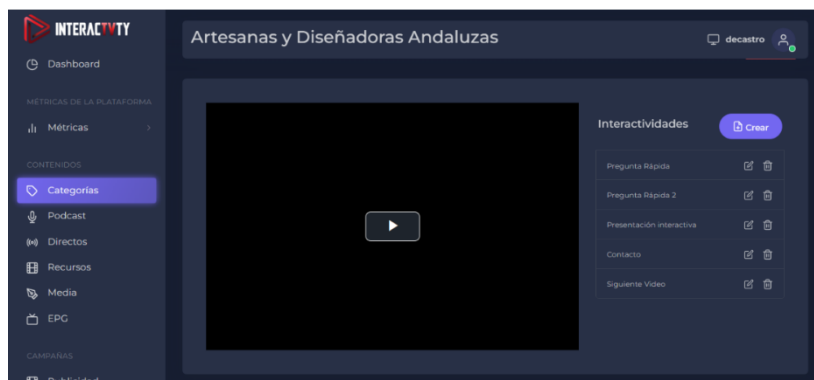 INTERACTVTY
Artesanas y Diseñadoras Andaluzas
decastro
Dashboard
MÉTRICAS DE LA PLATAFORMA
Métricas
CONTENIDOS
Categorías
Podcast
Directos
Recursos
Media
EPG
CAMPAÑAS
Publicidad
Interactividades
Crear
Pregunta Rápida
Pregunta Rápida 2
Presentación interactiva
Contacto
Siguiente Video